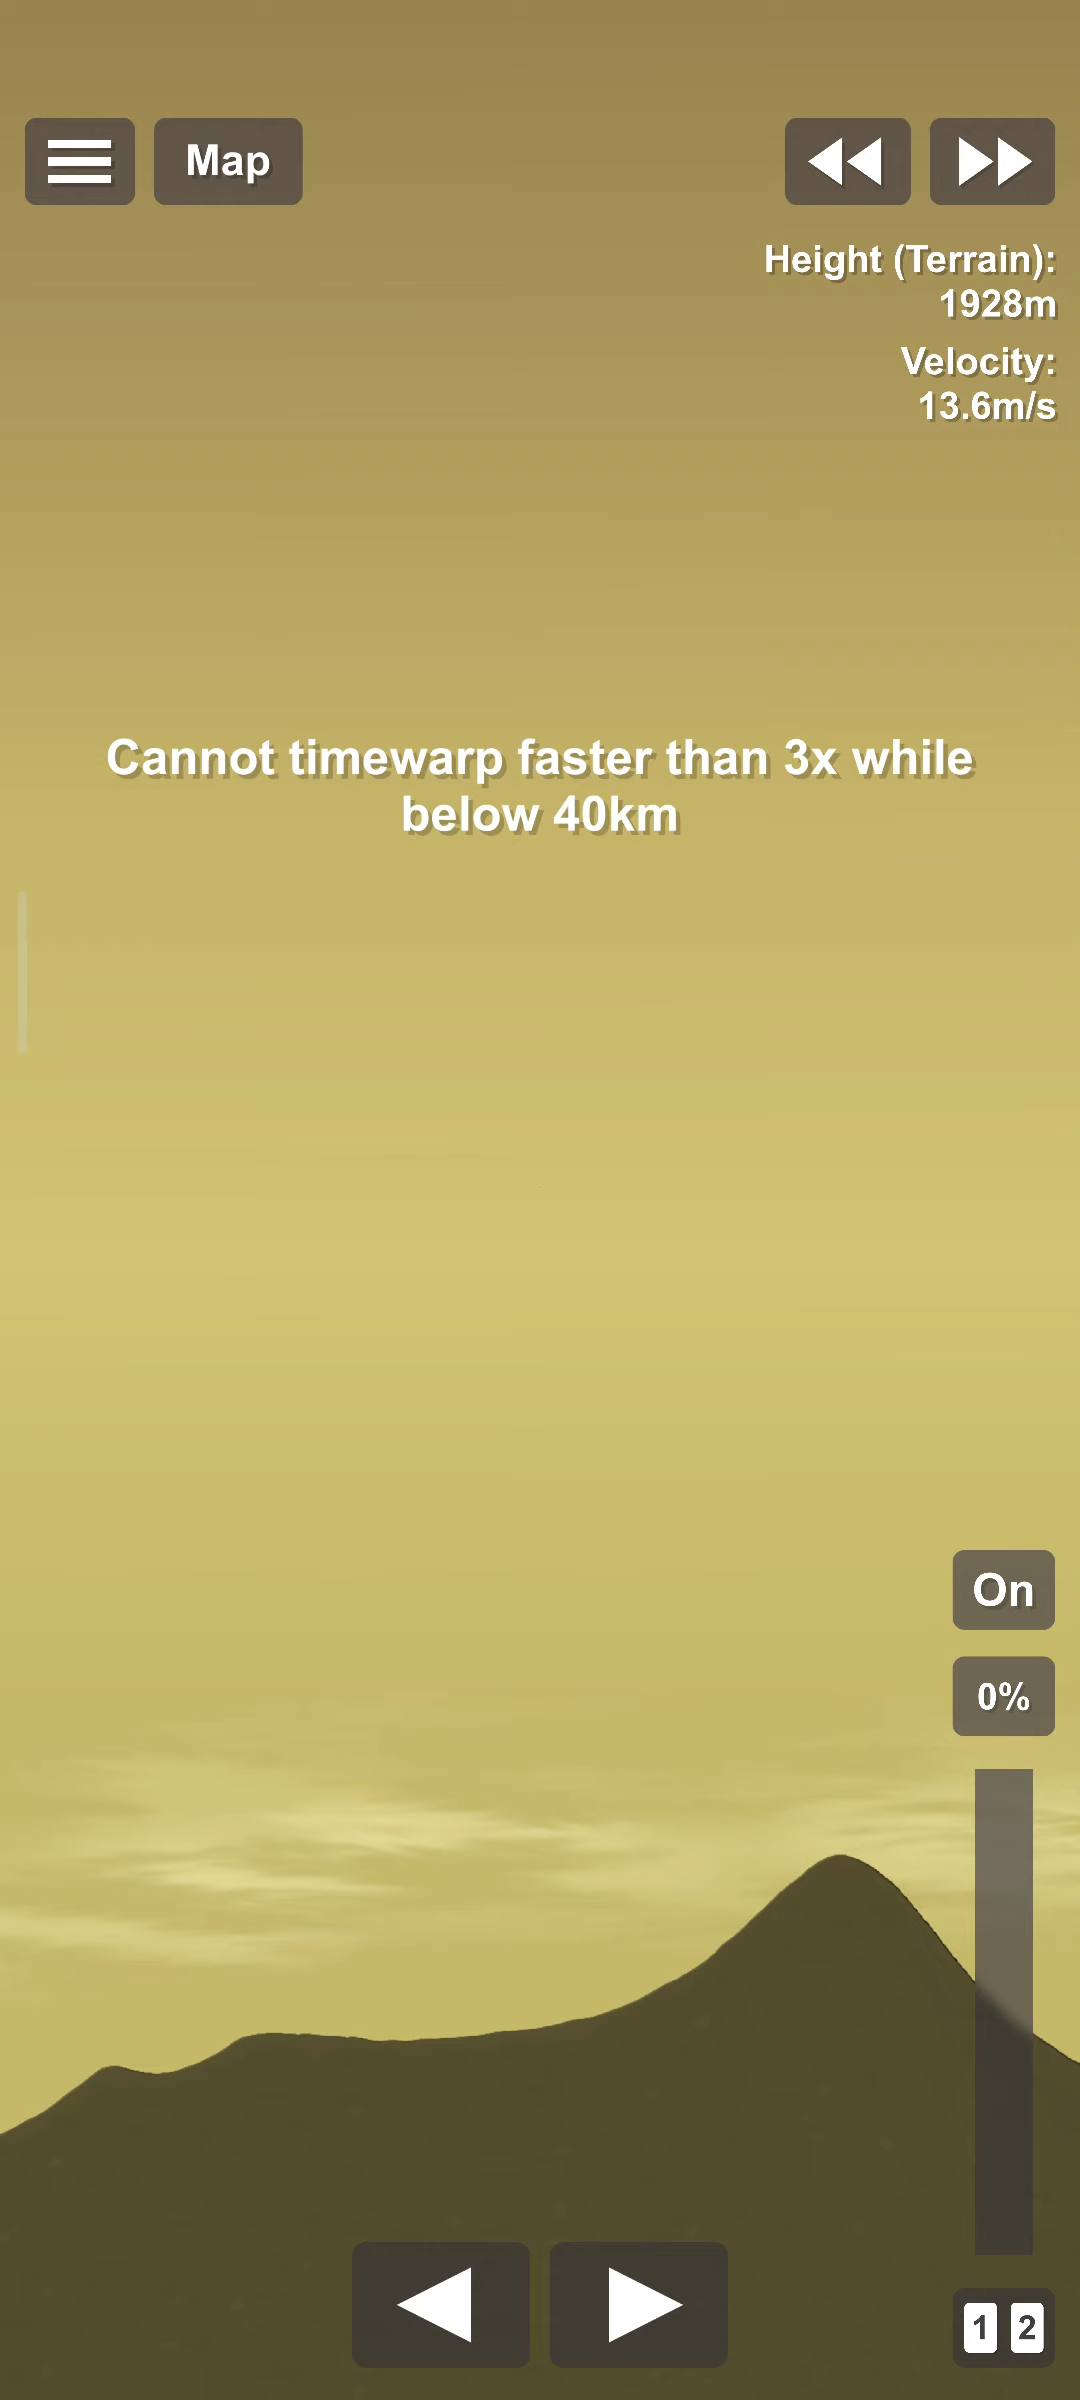 Map
Height (Terrain):
1928m
Velocity:
13.6m/s
Cannot timewarp faster than 3x while
below 40km
On
0%
1 2